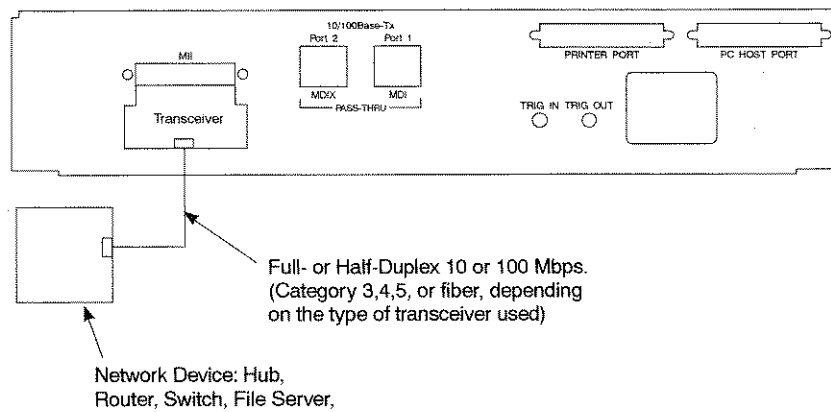 10/100Base-Tx
Port 2 Port 1
MII
PRINTER PORT
PC HOST PORT
MDIX MDI
PASS-THRU
Transceiver
TRIG IN TRIG OUT
Full- or Half-Duplex 10 or 100 Mbps.
(Category 3,4,5, or fiber, depending
on the type of transceiver used)
Network Device: Hub,
Router, Switch, File Server,